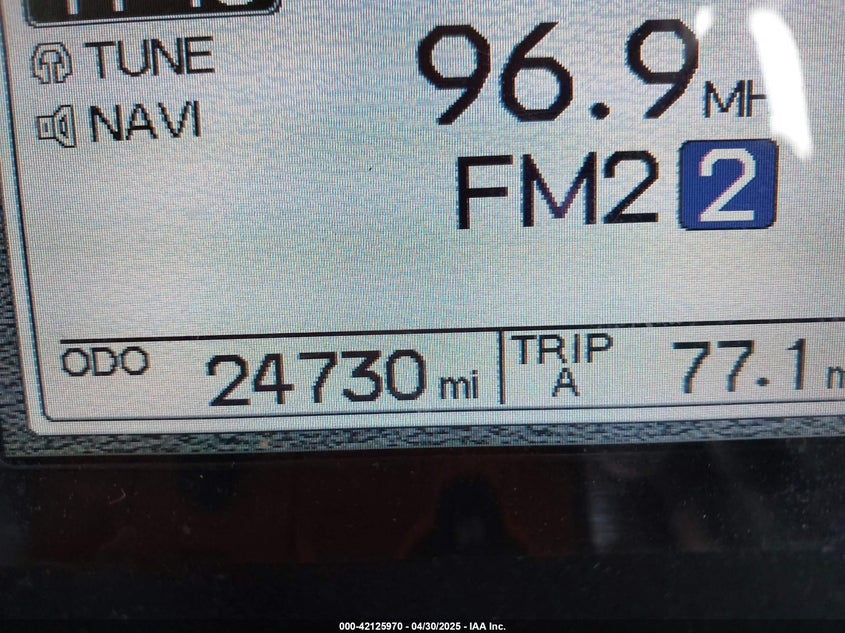 TUNE
96.9 MH
NAVI
FM2 2
ODO 24730 mi
TRIP A 77.1
000-42125970 - 04/30/2025 - IAA Inc.